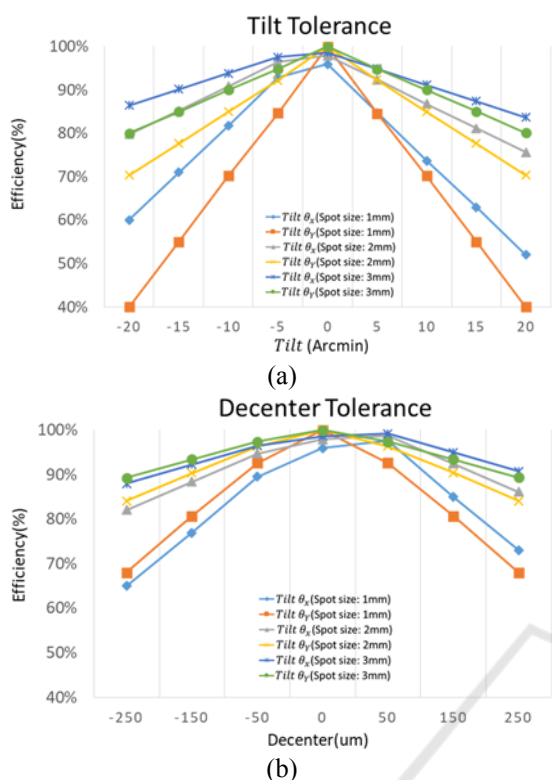 Tilt Tolerance
Efficiency(%)
100%
90%
80%
70%
60%
50%
40%
Tilt θx(Spot size: 1mm)
Tilt θY(Spot size: 1mm)
Tilt θx(Spot size: 2mm)
Tilt θY(Spot size: 2mm)
Tilt θx(Spot size: 3mm)
Tilt θY(Spot size: 3mm)
-20 -15 -10 -5 0 5 10 15 20
Tilt (Arcmin)
(a)
Decenter Tolerance
Efficiency(%)
100%
90%
80%
70%
60%
50%
40%
Tilt θx(Spot size: 1mm)
Tilt θY(Spot size: 1mm)
Tilt θx(Spot size: 2mm)
Tilt θY(Spot size: 2mm)
Tilt θx(Spot size: 3mm)
Tilt θY(Spot size: 3mm)
-250 -150 -50 0 50 150 250
Decenter(um)
(b)